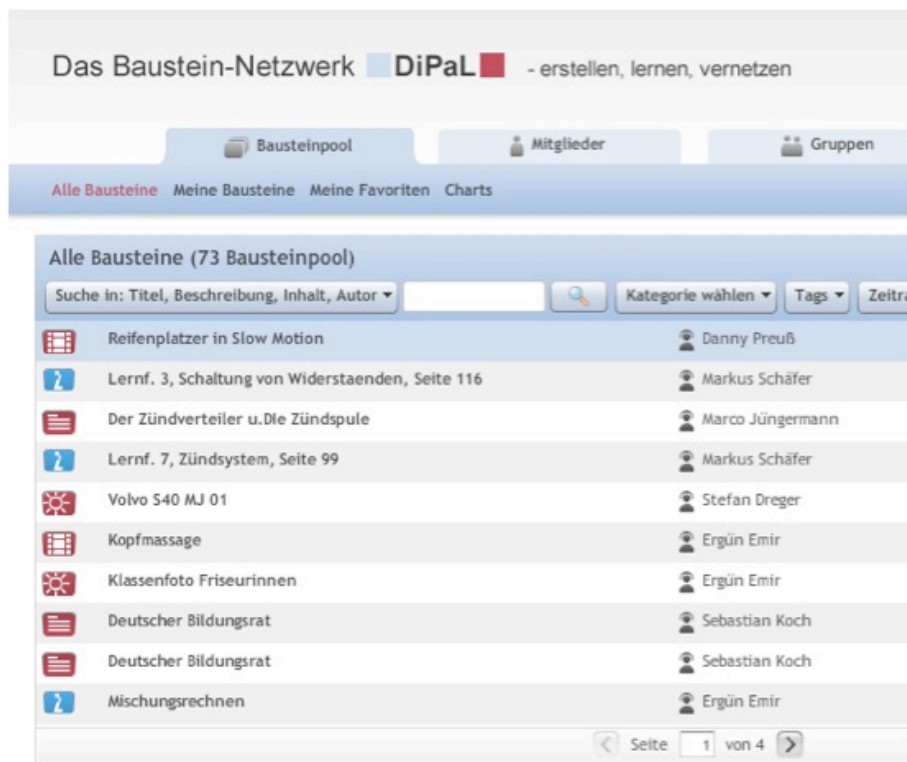 Das Baustein-Netzwerk DiPaL - erstellen, lernen, vernetzen
Bausteinpool Mitglieder Gruppen
Alle Bausteine Meine Bausteine Meine Favoriten Charts
Alle Bausteine (73 Bausteinpool)
Suche in: Titel, Beschreibung, Inhalt, Autor Kategorie wählen Tags Zeitra
Reifenplatzer in Slow Motion Danny Preuß
Lernf. 3, Schaltung von Widerstaenden, Seite 116 Markus Schäfer
Der Zündverteiler u.DIe Zündspule Marco Jüngermann
Lernf. 7, Zündsystem, Seite 99 Markus Schäfer
Volvo S40 MJ 01 Stefan Dreger
Kopfmassage Ergün Emir
Klassenfoto Friseurinnen Ergün Emir
Deutscher Bildungsrat Sebastian Koch
Deutscher Bildungsrat Sebastian Koch
Mischungsrechnen Ergün Emir
Seite 1 von 4